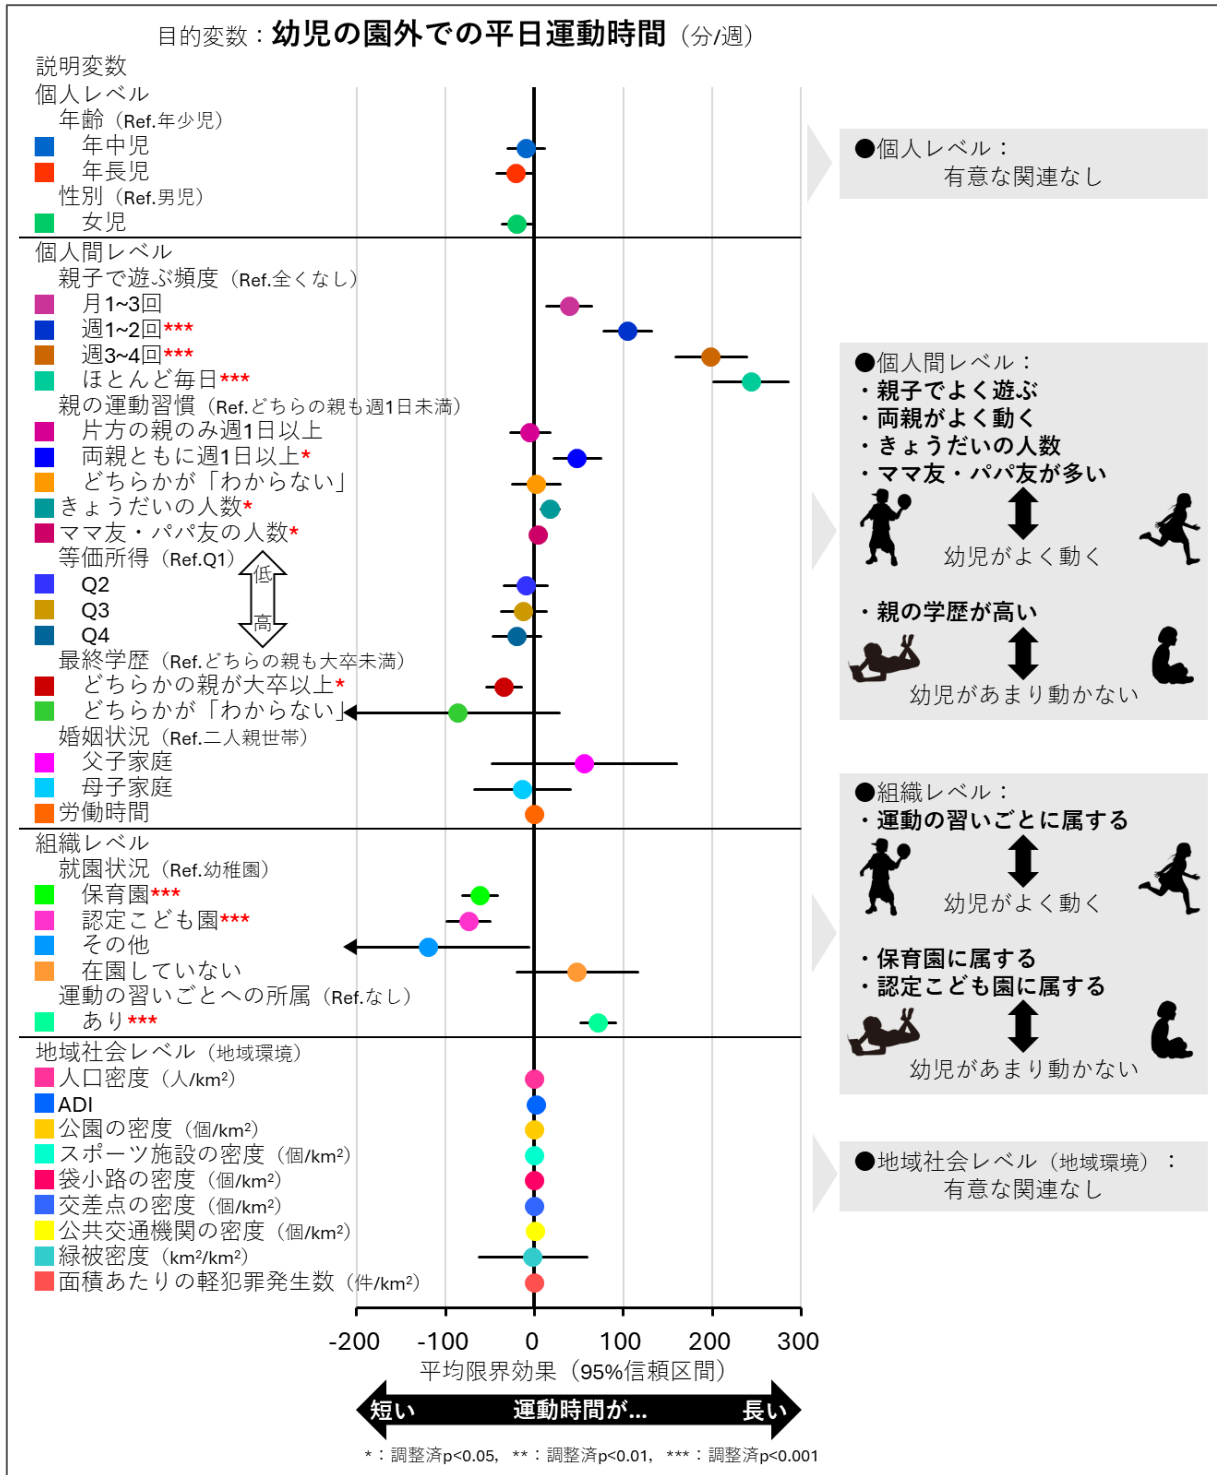 目的変数：幼児の園外での平日運動時間（分/週）
説明変数
個人レベル
年齢（Ref.年少児）
年中児
年長児
性別（Ref.男児）
女児
個人間レベル
親子で遊ぶ頻度（Ref.全くなし）
月1~3回
週1~2回***
週3~4回***
ほとんど毎日***
親の運動習慣（Ref.どちらの親も週1日未満）
片方の親のみ週1日以上
両親ともに週1日以上*
どちらかが「わからない」
きょうだいの人数*
ママ友・パパ友の人数*
等価所得（Ref.Q1）
低
Q2
Q3
高
Q4
最終学歴（Ref.どちらの親も大卒未満）
どちらかの親が大卒以上*
どちらかが「わからない」
婚姻状況（Ref.二人親世帯）
父子家庭
母子家庭
労働時間
組織レベル
就園状況（Ref.幼稚園）
保育園***
認定こども園***
その他
在園していない
運動の習いごとへの所属（Ref.なし）
あり***
地域社会レベル（地域環境）
人口密度（人/km²）
ADI
公園の密度（個/km²）
スポーツ施設の密度（個/km²）
袋小路の密度（個/km²）
交差点の密度（個/km²）
公共交通機関の密度（個/km²）
緑被密度（km²/km²）
面積あたりの軽犯罪発生数（件/km²）
-200 -100 0 100 200 300
平均限界効果（95%信頼区間）
短い 運動時間が... 長い
*：調整済p<0.05, **：調整済p<0.01, ***：調整済p<0.001
●個人レベル：
有意な関連なし
●個人間レベル：
・親子でよく遊ぶ
・両親がよく動く
・きょうだいの人数
・ママ友・パパ友が多い
幼児がよく動く
・親の学歴が高い
幼児があまり動かない
●組織レベル：
・運動の習いごとに属する
幼児がよく動く
・保育園に属する
・認定こども園に属する
幼児があまり動かない
●地域社会レベル（地域環境）：
有意な関連なし